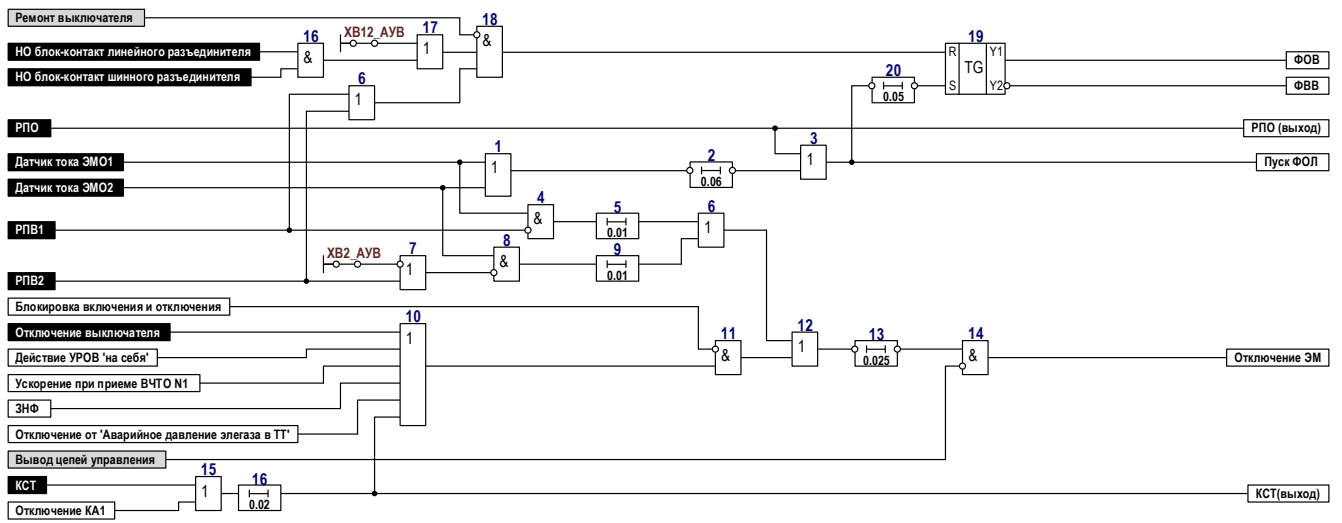 Ремонт выключателя
НО блок-контакт линейного разъединителя
НО блок-контакт шинного разъединителя
РПО
Датчик тока ЭМО1
Датчик тока ЭМО2
РПВ1
РПВ2
Блокировка включения и отключения
Отключение выключателя
Действие УРОВ 'на себя'
Ускорение при приеме ВЧТО N1
ЗНФ
Отключение от 'Аварийное давление элегаза в ТТ'
Вывод цепей управления
КСТ
Отключение КА1
16
&
XB12_АУВ
17
1
18
&
6
1
19
R
S
TG
Y1
Y2
20
0.05
1
1
2
0.06
3
1
4
&
5
0.01
6
1
XB2_АУВ
7
1
8
&
9
0.01
10
1
11
&
12
1
13
0.025
14
&
15
1
16
0.02
ФОВ
ФВВ
РПО (выход)
Пуск ФОЛ
Отключение ЭМ
КСТ(выход)